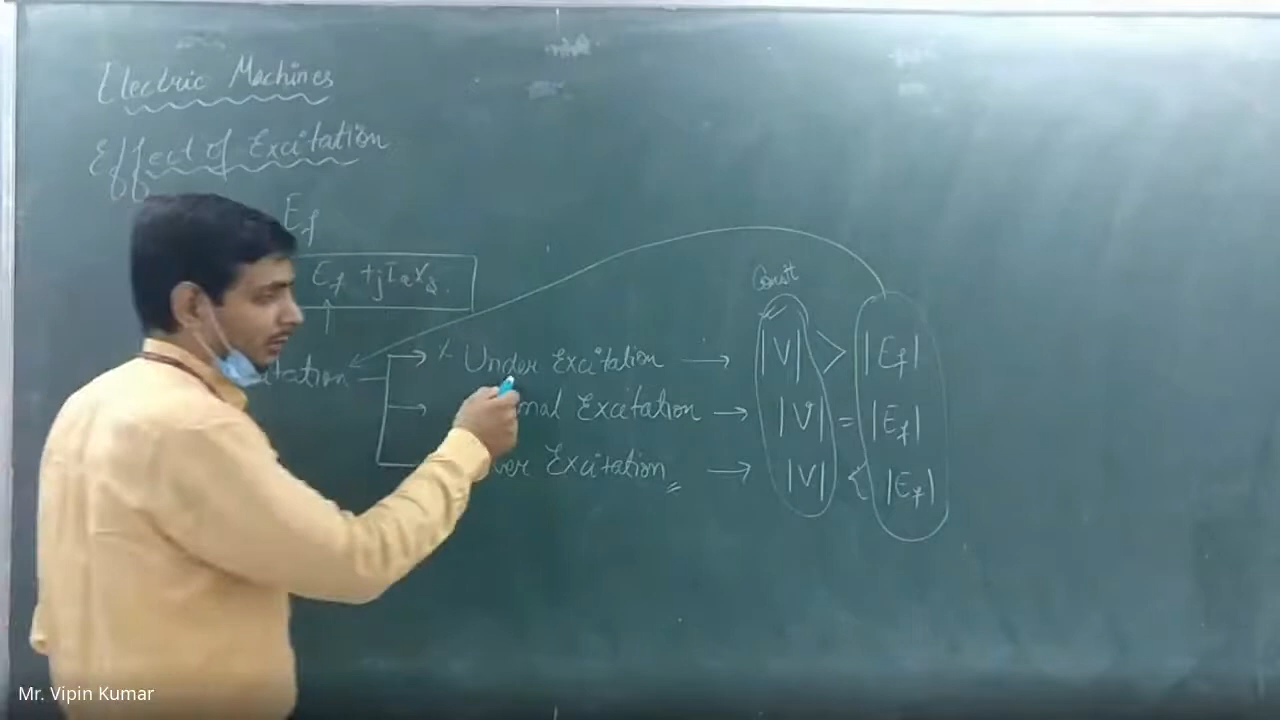 Electric Machines
Effect of Excitation
Ef
Ef + jIaXs.
Const
Under Excitation → |V| > |Ef|
Excitation → |V| = |Ef|
Excitation → |V| < |Ef|
Mr. Vipin Kumar